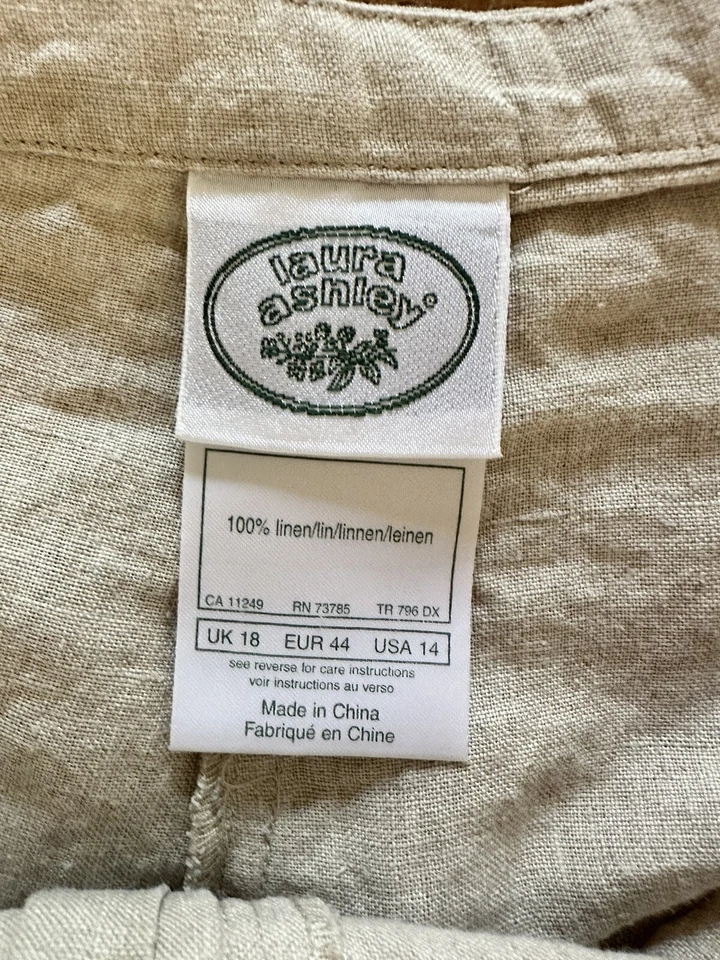 laura
ashley®
100% linen/lin/linnen/leinen
CA 11249 RN 73785 TR 796 DX
UK 18 EUR 44 USA 14
see reverse for care instructions
voir instructions au verso
Made in China
Fabriqué en Chine